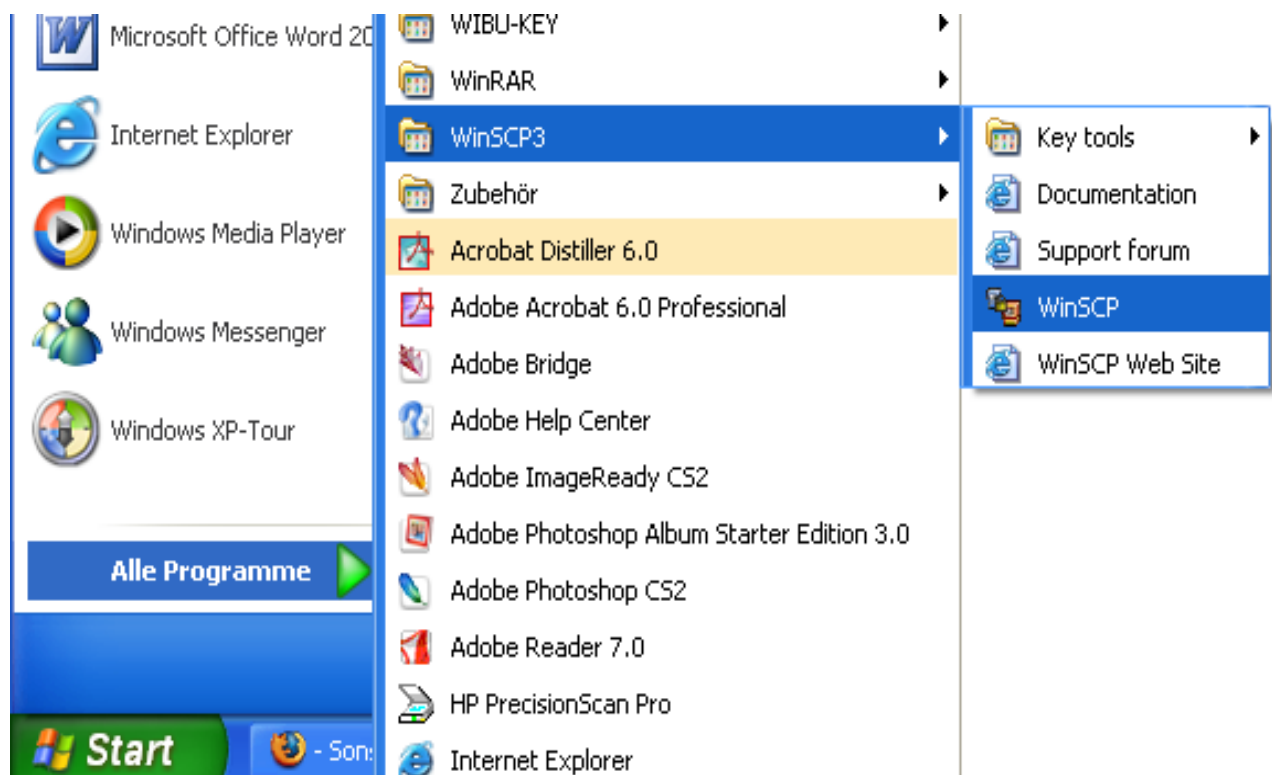 Microsoft Office Word 20
Internet Explorer
Windows Media Player
Windows Messenger
Windows XP-Tour
Alle Programme
Start
- Son
WIBU-KEY
WinRAR
WinSCP3
Zubehör
Acrobat Distiller 6.0
Adobe Acrobat 6.0 Professional
Adobe Bridge
Adobe Help Center
Adobe ImageReady CS2
Adobe Photoshop Album Starter Edition 3.0
Adobe Photoshop CS2
Adobe Reader 7.0
HP PrecisionScan Pro
Internet Explorer
Key tools
Documentation
Support forum
WinSCP
WinSCP Web Site